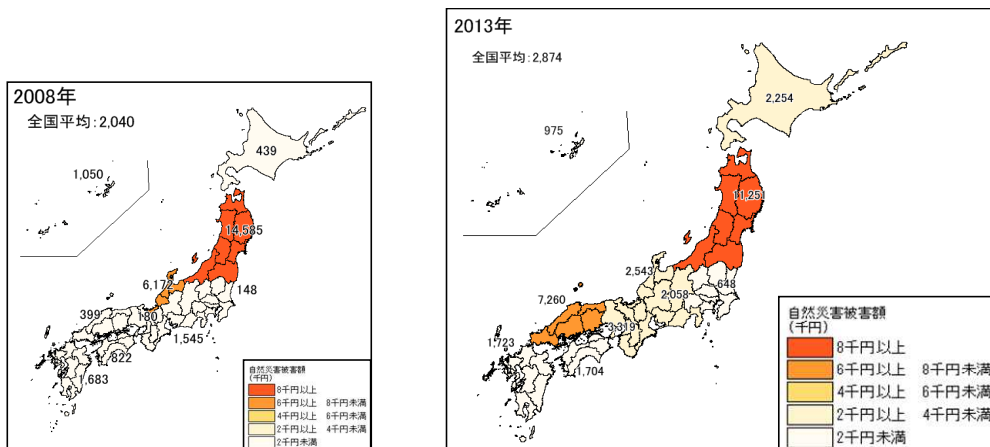 2008年
全国平均:2,040
439
1,050
14,585
6,172
148
399
180
1,545
822
1,683
自然災害被害額
(千円)
8千円以上
6千円以上 8千円未満
4千円以上 6千円未満
2千円以上 4千円未満
2千円未満
2013年
全国平均:2,874
2,254
975
11,251
2,543
648
7,260
2,058
3,319
1,723
1,704
自然災害被害額
(千円)
8千円以上
6千円以上 8千円未満
4千円以上 6千円未満
2千円以上 4千円未満
2千円未満